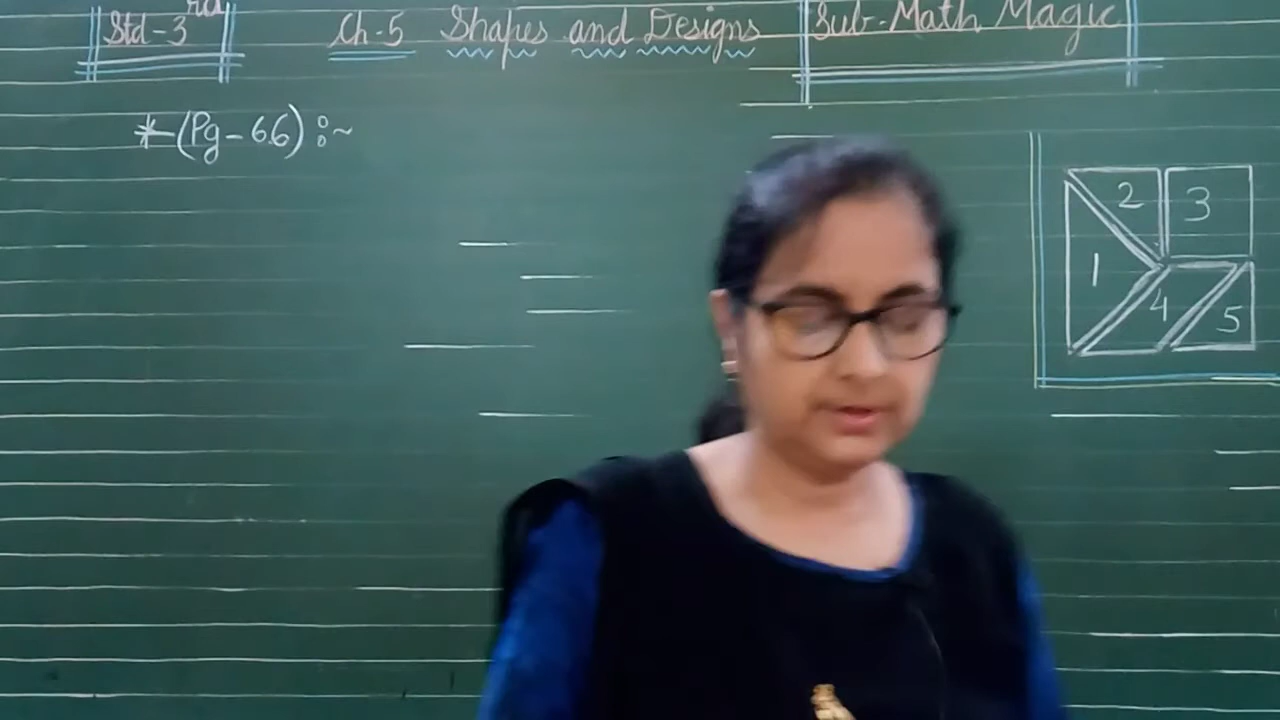 Std-3rd
Ch-5 Shapes and Designs
Sub-Math Magic
* (Pg-66) :~
2 3
1
4 5